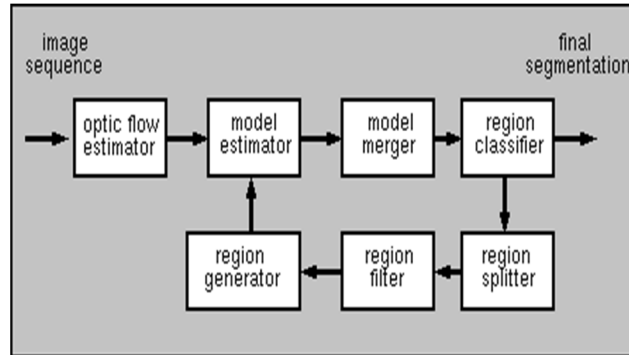 image
sequence
final
segmentation
optic flow
estimator
model
estimator
model
merger
region
classifier
region
generator
region
filter
region
splitter